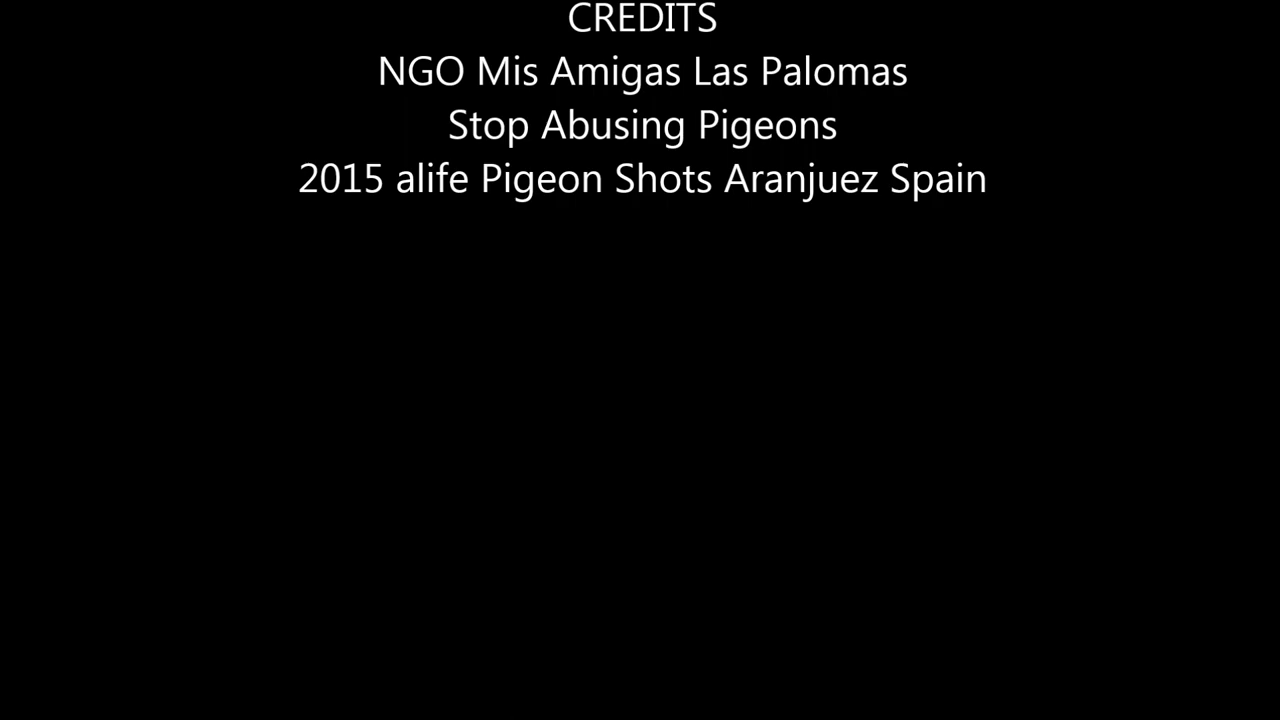 CREDITS
NGO Mis Amigas Las Palomas
Stop Abusing Pigeons
2015 alife Pigeon Shots Aranjuez Spain